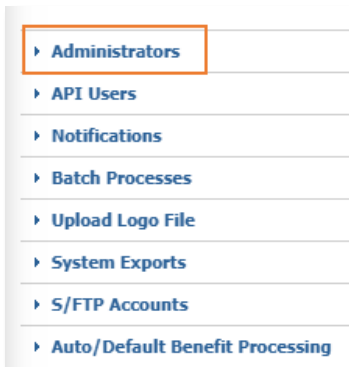 Administrators
API Users
Notifications
Batch Processes
Upload Logo File
System Exports
S/FTP Accounts
Auto/Default Benefit Processing